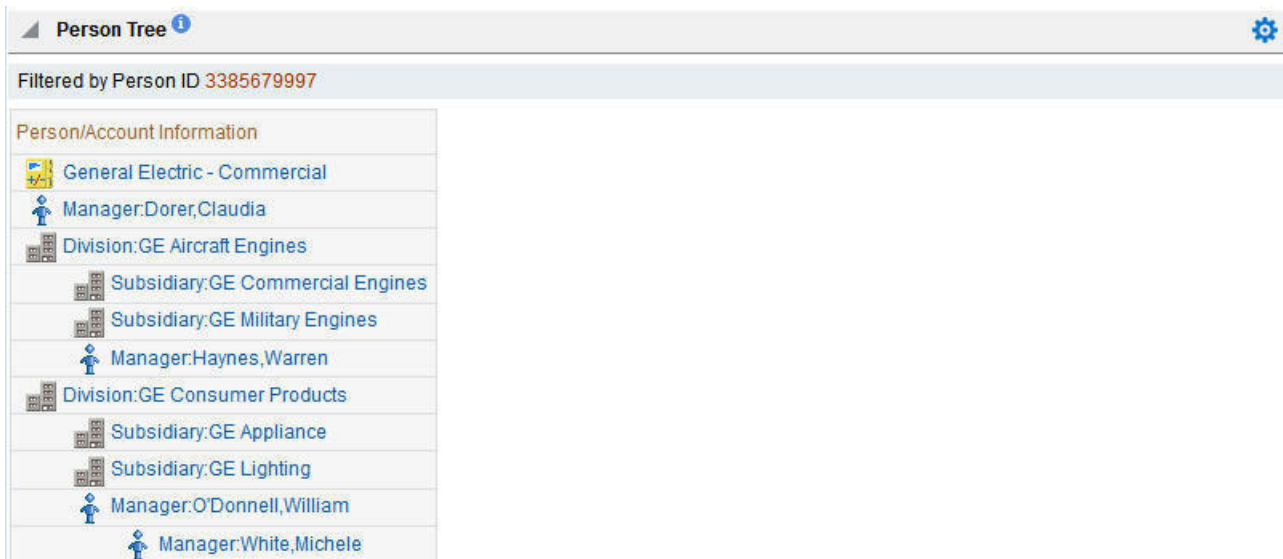 Person Tree
Filtered by Person ID 3385679997
Person/Account Information
General Electric - Commercial
Manager:Dorer,Claudia
Division:GE Aircraft Engines
Subsidiary:GE Commercial Engines
Subsidiary:GE Military Engines
Manager:Haynes,Warren
Division:GE Consumer Products
Subsidiary:GE Appliance
Subsidiary:GE Lighting
Manager:O'Donnell,William
Manager:White,Michele